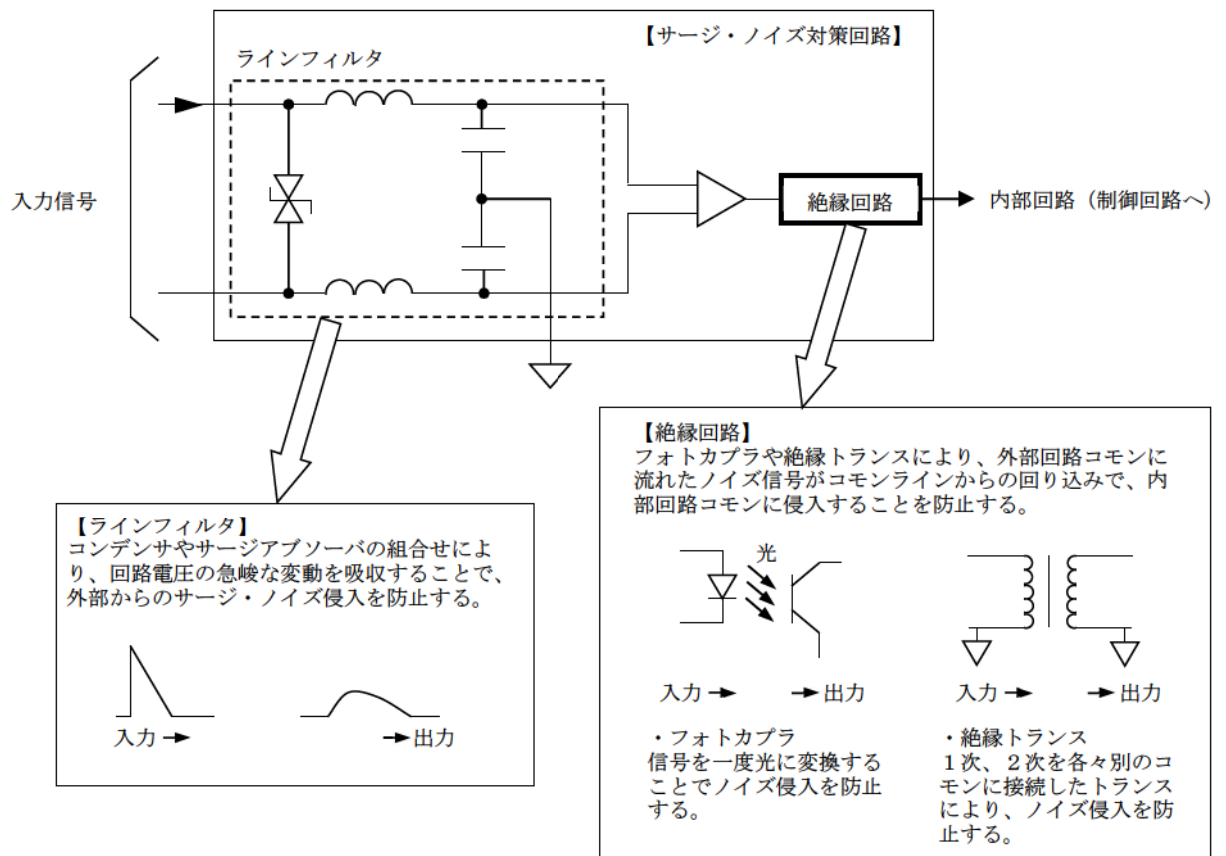 【サージ・ノイズ対策回路】
ラインフィルタ
入力信号
絶縁回路
内部回路（制御回路へ）
【ラインフィルタ】
コンデンサやサージアブソーバの組合せによ
り、回路電圧の急峻な変動を吸収することで、
外部からのサージ・ノイズ侵入を防止する。
入力
出力
【絶縁回路】
フォトカプラや絶縁トランスにより、外部回路コモンに
流れたノイズ信号がコモンラインからの回り込みで、内
部回路コモンに侵入することを防止する。
光
入力
出力
・フォトカプラ
信号を一度光に変換する
ことでノイズ侵入を防止
する。
入力
出力
・絶縁トランス
１次、２次を各々別のコ
モンに接続したトランス
により、ノイズ侵入を防
止する。